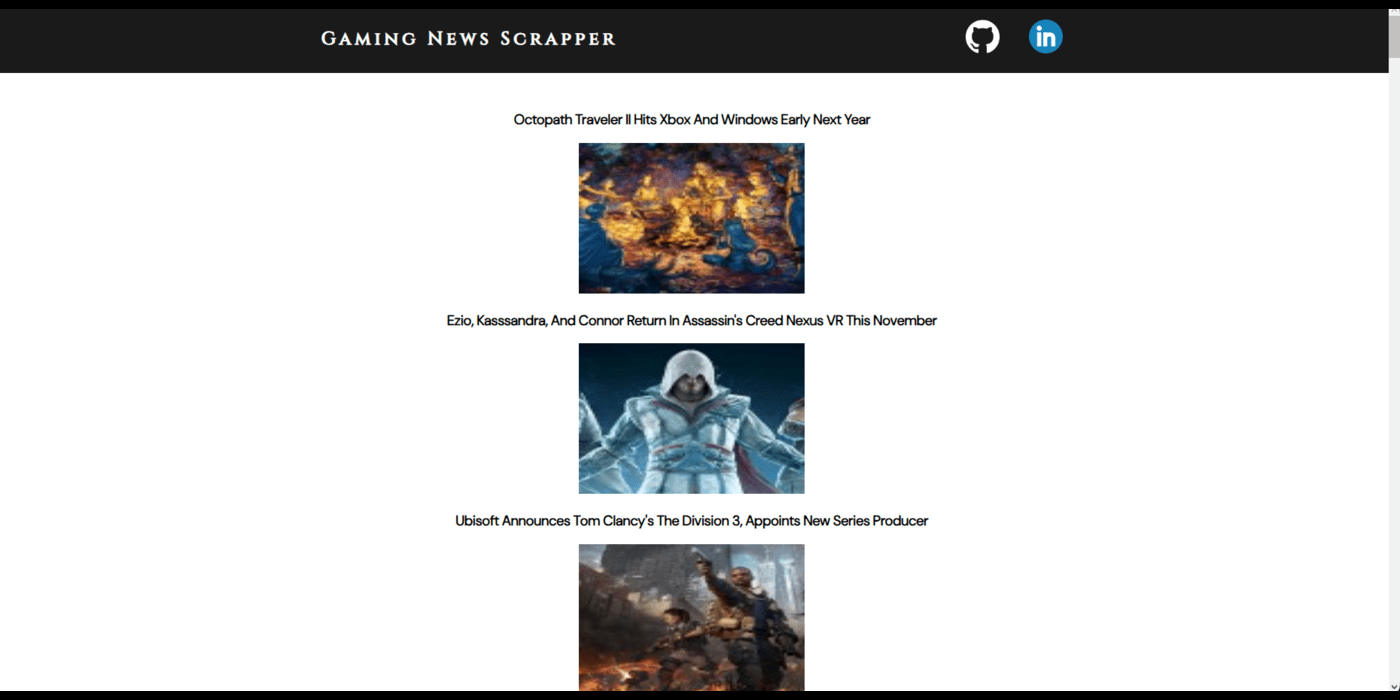 Gaming News Scrapper
in
Octopath Traveler II Hits Xbox And Windows Early Next Year
Ezio, Kasssandra, And Connor Return In Assassin's Creed Nexus VR This November
Ubisoft Announces Tom Clancy's The Division 3, Appoints New Series Producer